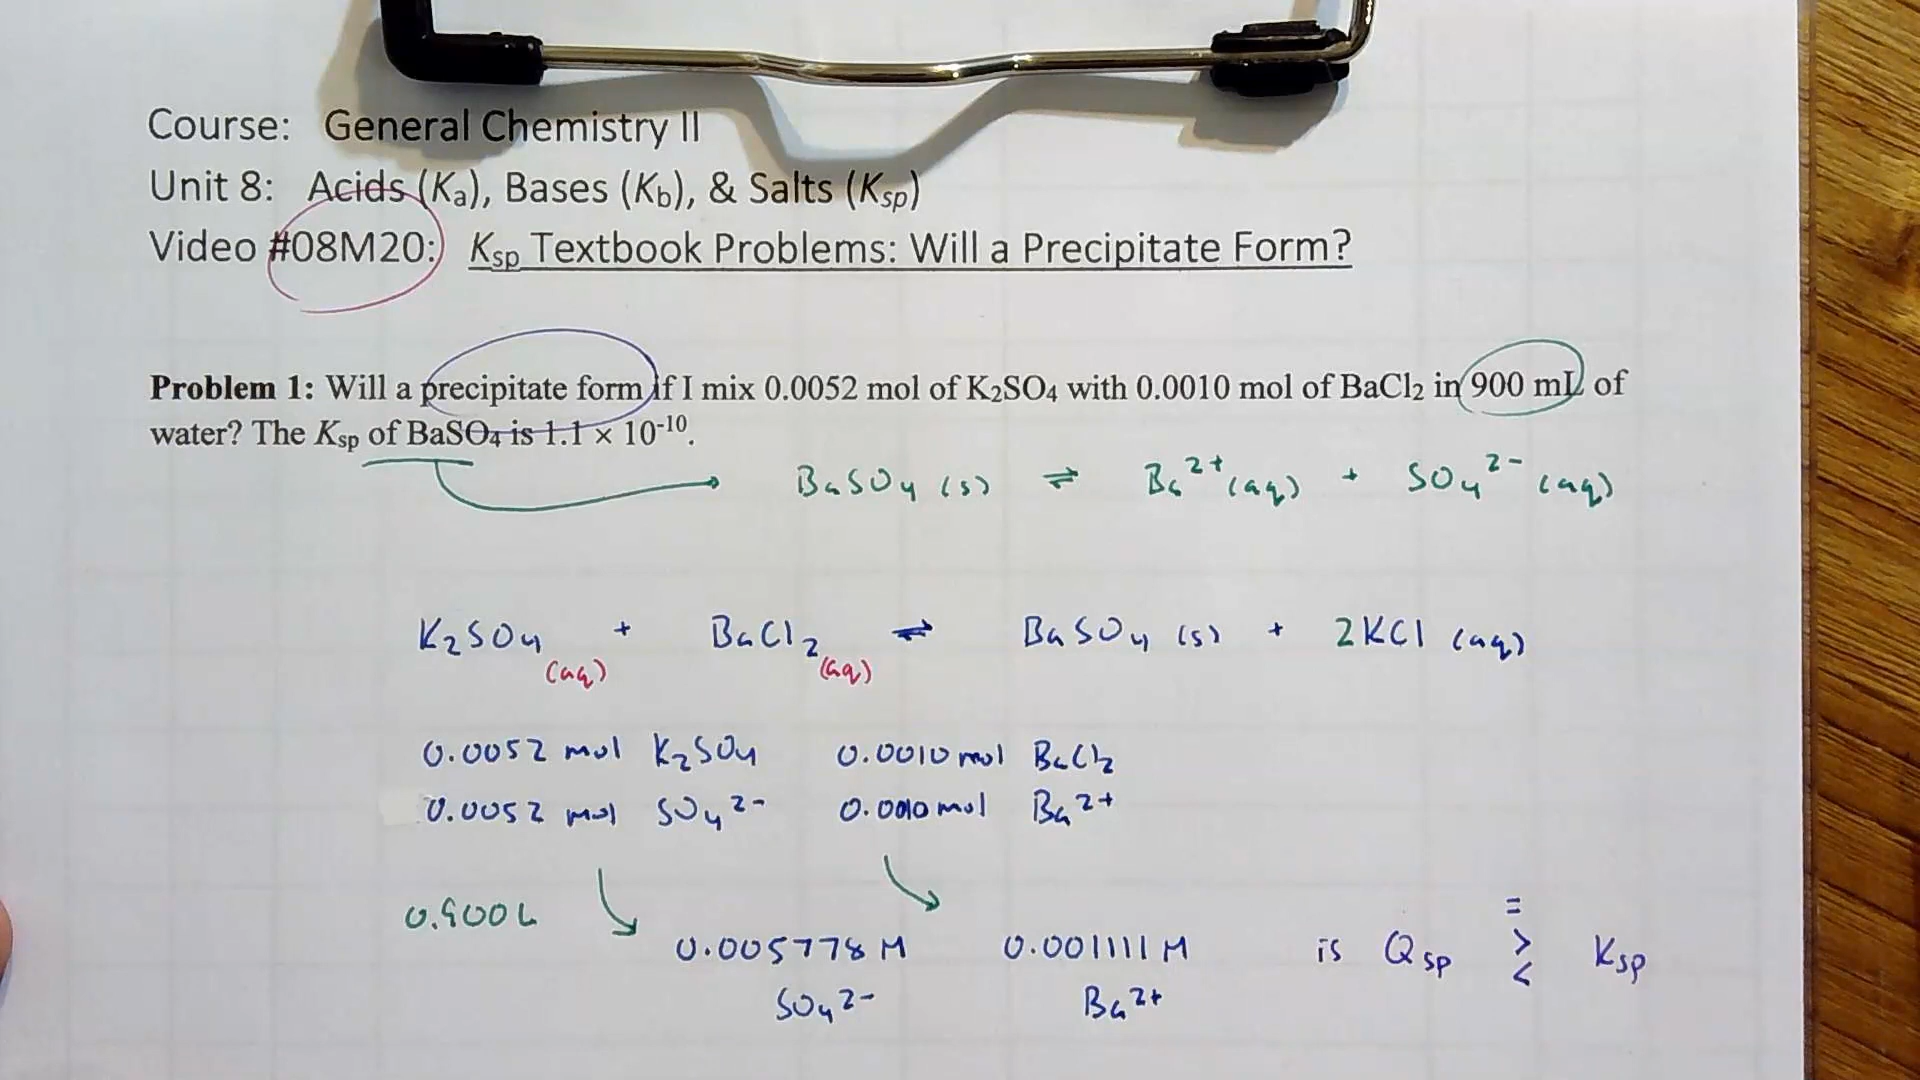 Course: General Chemistry II
Unit 8: Acids (Ka), Bases (Kb), & Salts (Ksp)
Video #08M20: Ksp Textbook Problems: Will a Precipitate Form?
Problem 1: Will a precipitate form if I mix 0.0052 mol of K₂SO₄ with 0.0010 mol of BaCl₂ in 900 mL of
water? The Ksp of BaSO₄ is 1.1 × 10⁻¹⁰.
BaSO₄ (s) ⇌ Ba²⁺ (aq) + SO₄²⁻ (aq)
K₂SO₄ (aq) + BaCl₂ (aq) ⇌ BaSO₄ (s) + 2KCl (aq)
0.0052 mol K₂SO₄ 0.0010 mol BaCl₂
0.0052 mol SO₄²⁻ 0.0010 mol Ba²⁺
0.900L
0.005778 M 0.001111 M is Qsp = > < Ksp
SO₄²⁻ Ba²⁺